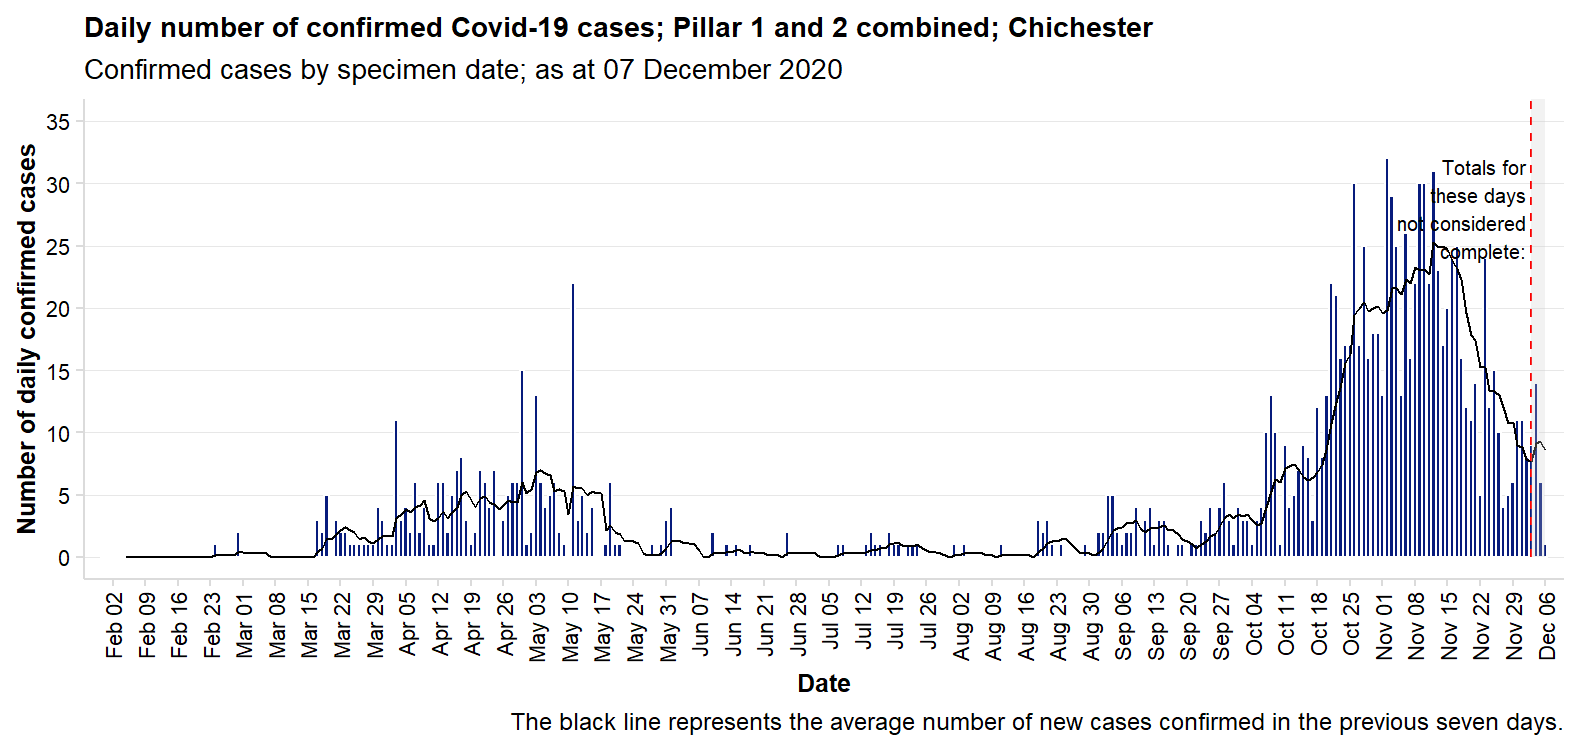 Daily number of confirmed Covid-19 cases; Pillar 1 and 2 combined; Chichester
Confirmed cases by specimen date; as at 07 December 2020
Number of daily confirmed cases
35
30
25
20
15
10
5
0
Totals for
these days
not considered
complete:
Feb 02
Feb 09
Feb 16
Feb 23
Mar 01
Mar 08
Mar 15
Mar 22
Mar 29
Apr 05
Apr 12
Apr 19
Apr 26
May 03
May 10
May 17
May 24
May 31
Jun 07
Jun 14
Jun 21
Jun 28
Jul 05
Jul 12
Jul 19
Jul 26
Aug 02
Aug 09
Aug 16
Aug 23
Aug 30
Sep 06
Sep 13
Sep 20
Sep 27
Oct 04
Oct 11
Oct 18
Oct 25
Nov 01
Nov 08
Nov 15
Nov 22
Nov 29
Dec 06
Date
The black line represents the average number of new cases confirmed in the previous seven days.